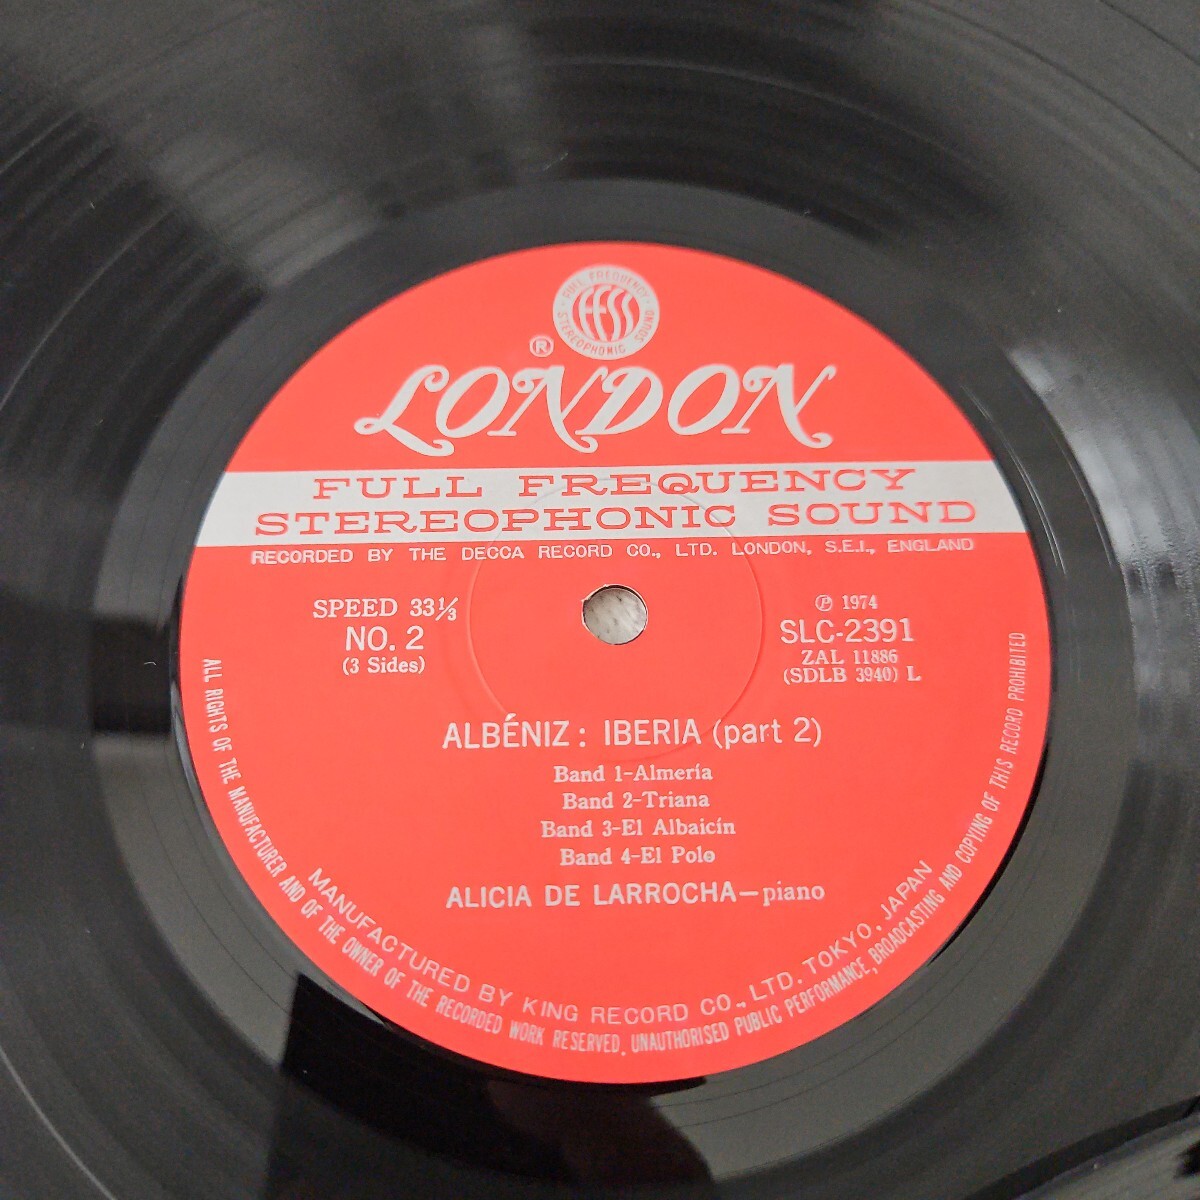 FULL FREQUENCY
FFSS
STEREOPHONIC SOUND
®
LONDON
FULL FREQUENCY
STEREOPHONIC SOUND
RECORDED BY THE DECCA RECORD CO., LTD. LONDON, S.E.I., ENGLAND
SPEED 33⅓
NO. 2
(3 Sides)
Ⓟ 1974
SLC-2391
ZAL 11886
(SDLB 3940) L
ALBÉNIZ: IBERIA (part 2)
Band 1-Almería
Band 2-Triana
Band 3-El Albaicín
Band 4-El Polo
ALICIA DE LARROCHA—piano
MANUFACTURED BY KING RECORD CO., LTD. TOKYO, JAPAN
ALL RIGHTS OF THE MANUFACTURER AND OF THE OWNER OF THE RECORDED WORK RESERVED. UNAUTHORISED PUBLIC PERFORMANCE, BROADCASTING AND COPYING OF THIS RECORD PROHIBITED